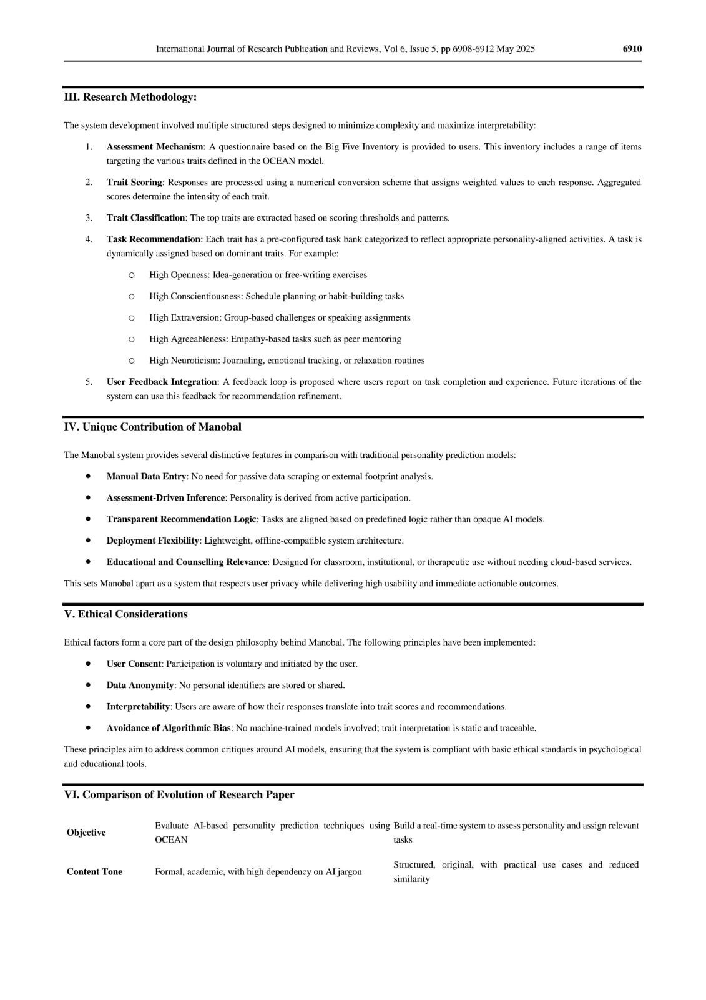 International Journal of Research Publication and Reviews, Vol 6, Issue 5, pp 6908-6912 May 2025 6910
III. Research Methodology:
The system development involved multiple structured steps designed to minimize complexity and maximize interpretability:
1. Assessment Mechanism: A questionnaire based on the Big Five Inventory is provided to users. This inventory includes a range of items
targeting the various traits defined in the OCEAN model.
2. Trait Scoring: Responses are processed using a numerical conversion scheme that assigns weighted values to each response. Aggregated
scores determine the intensity of each trait.
3. Trait Classification: The top traits are extracted based on scoring thresholds and patterns.
4. Task Recommendation: Each trait has a pre-configured task bank categorized to reflect appropriate personality-aligned activities. A task is
dynamically assigned based on dominant traits. For example:
○ High Openness: Idea-generation or free-writing exercises
○ High Conscientiousness: Schedule planning or habit-building tasks
○ High Extraversion: Group-based challenges or speaking assignments
○ High Agreeableness: Empathy-based tasks such as peer mentoring
○ High Neuroticism: Journaling, emotional tracking, or relaxation routines
5. User Feedback Integration: A feedback loop is proposed where users report on task completion and experience. Future iterations of the
system can use this feedback for recommendation refinement.
IV. Unique Contribution of Manobal
The Manobal system provides several distinctive features in comparison with traditional personality prediction models:
● Manual Data Entry: No need for passive data scraping or external footprint analysis.
● Assessment-Driven Inference: Personality is derived from active participation.
● Transparent Recommendation Logic: Tasks are aligned based on predefined logic rather than opaque AI models.
● Deployment Flexibility: Lightweight, offline-compatible system architecture.
● Educational and Counselling Relevance: Designed for classroom, institutional, or therapeutic use without needing cloud-based services.
This sets Manobal apart as a system that respects user privacy while delivering high usability and immediate actionable outcomes.
V. Ethical Considerations
Ethical factors form a core part of the design philosophy behind Manobal. The following principles have been implemented:
● User Consent: Participation is voluntary and initiated by the user.
● Data Anonymity: No personal identifiers are stored or shared.
● Interpretability: Users are aware of how their responses translate into trait scores and recommendations.
● Avoidance of Algorithmic Bias: No machine-trained models involved; trait interpretation is static and traceable.
These principles aim to address common critiques around AI models, ensuring that the system is compliant with basic ethical standards in psychological
and educational tools.
VI. Comparison of Evolution of Research Paper
Objective
Evaluate AI-based personality prediction techniques using
OCEAN
Build a real-time system to assess personality and assign relevant
tasks
Content Tone
Formal, academic, with high dependency on AI jargon
Structured, original, with practical use cases and reduced
similarity